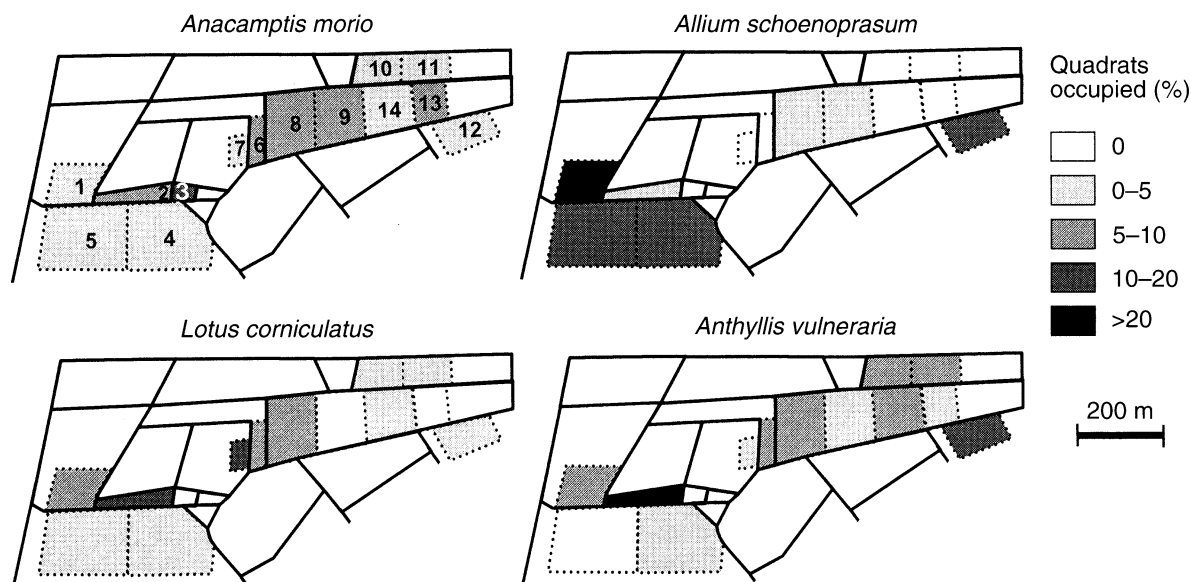 Anacamptis morio
Allium schoenoprasum
10 11
8 9 14 13
12
7 6
1 2 3
5 4
Quadrats
occupied (%)
0
0–5
5–10
10–20
>20
Lotus corniculatus
Anthyllis vulneraria
200 m